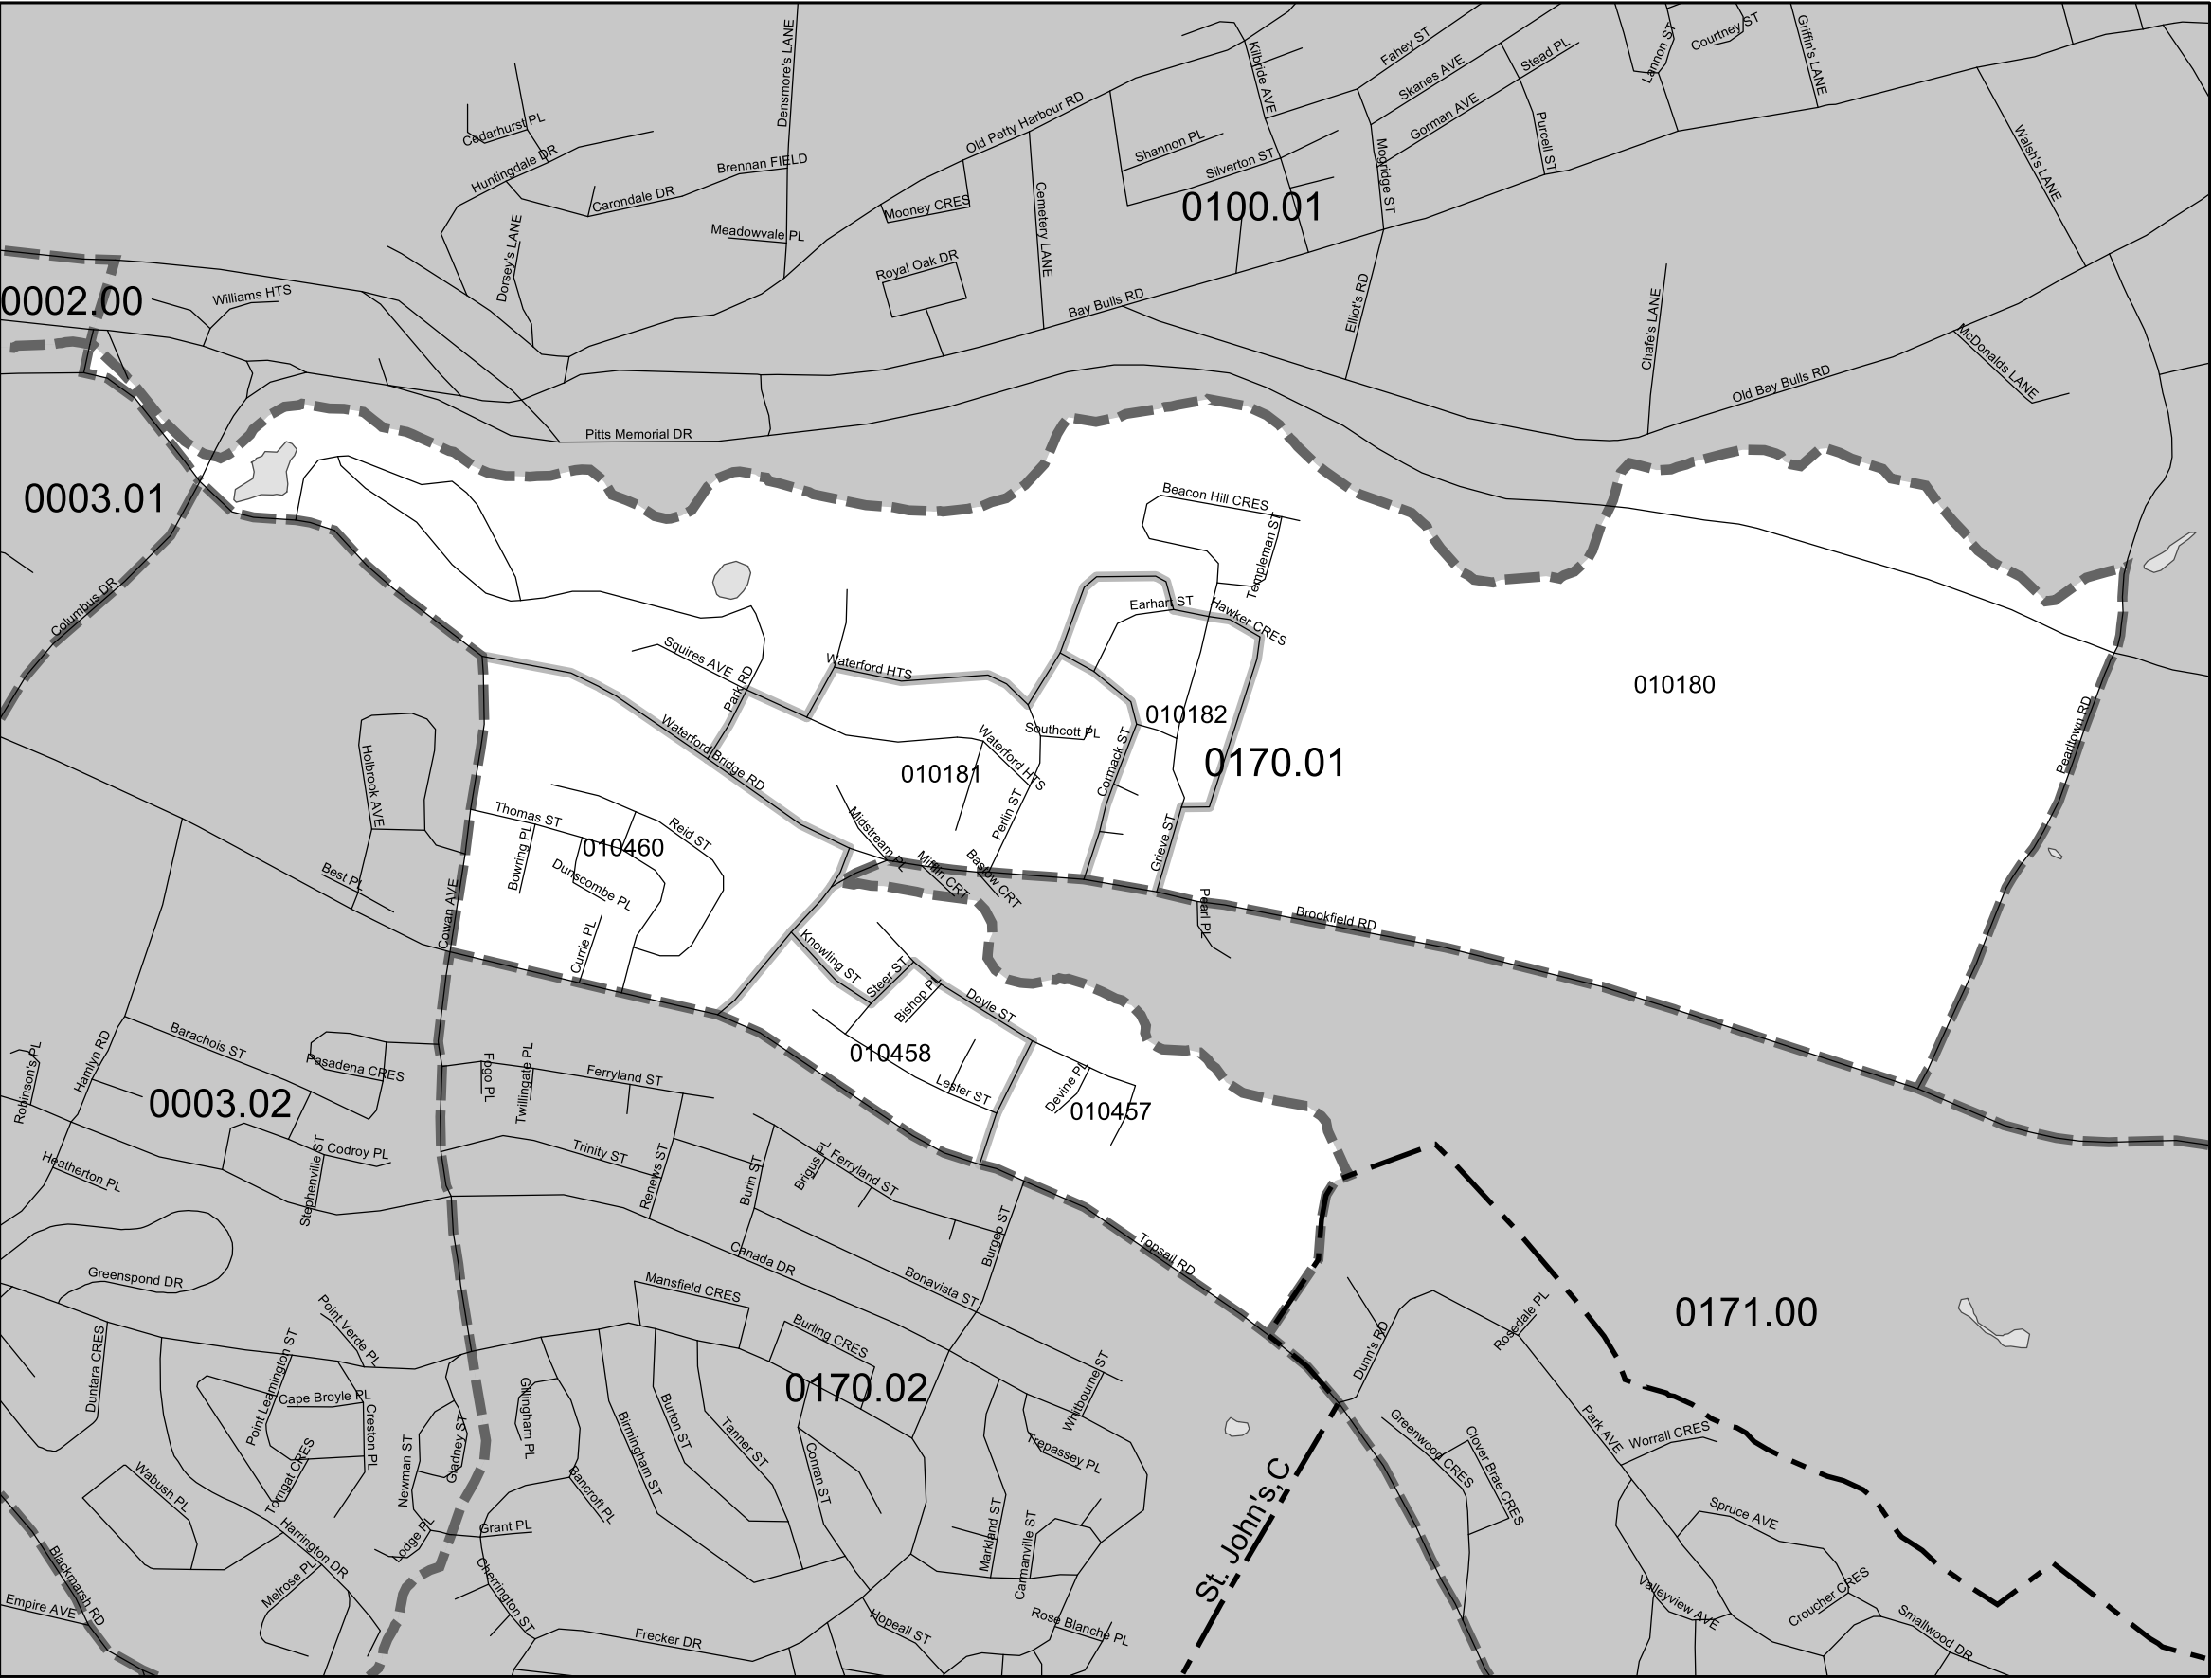 Densmore's LANE
Kilbride AVE
Fahey ST
Skanes AVE
Stead PL
Gorman AVE
Lannon ST
Courtney ST
Griffin's LANE
Cedarhurst PL
Huntingdale DR
Brennan FIELD
Carondale DR
Old Petty Harbour RD
Shannon PL
Silverton ST
Mogridge ST
Purcell ST
Walsh's LANE
Mooney CRES
Cemetery LANE
0100.01
Meadowvale PL
Dorsey's LANE
Royal Oak DR
Bay Bulls RD
Elliot's RD
Chafe's LANE
McDonalds LANE
0002.00
Williams HTS
Old Bay Bulls RD
Pitts Memorial DR
0003.01
Columbus DR
Beacon Hill CRES
Templeman ST
Earhart ST
Hawker CRES
Squires AVE
Park RD
Waterford HTS
010180
Waterford Bridge RD
010182
Southcott PL
Waterford HTS
Cormack ST
0170.01
Pearltown RD
010181
Holbrook AVE
Thomas ST
Reid ST
010460
Bowring PL
Dunscombe PL
Midstream PL
Perlin ST
Grieve ST
Mifflin CRT
Baslow CRT
Best PL
Cowan AVE
Currie PL
Pearl PL
Brookfield RD
Knowling ST
Steer ST
Bishop PL
Doyle ST
Barachois ST
Hamlyn RD
Robinson's PL
Pasadena CRES
Fogo PL
Twillingate PL
Ferryland ST
010458
Lester ST
Devine PL
010457
0003.02
Codroy PL
Stephenville ST
Heatherton PL
Trinity ST
Renews ST
Burin ST
Brigus PL
Ferryland ST
Burgeo ST
Topsail RD
Canada DR
Bonavista ST
Greenspond DR
Mansfield CRES
Burling CRES
Point Verde PL
Duntara CRES
Point Leamington ST
Cape Broyle PL
Creston PL
Torngat CRES
Wabush PL
Harrington DR
Melrose PL
Newman ST
Gladney ST
Lodge PL
Gillingham PL
Bancroft PL
Grant PL
Cherrington ST
Birmingham ST
Burton ST
Tanner ST
Conran ST
0170.02
Whitbourne ST
Trepassey PL
Markland ST
Carmanville ST
Rose Blanche PL
Hopeall ST
Frecker DR
Blackmarsh RD
Empire AVE
St. John's, C
Dunn's RD
Rosedale PL
0171.00
Greenwood CRES
Clover Brae CRES
Park AVE
Worrall CRES
Spruce AVE
Valleyview AVE
Croucher CRES
Smallwood DR